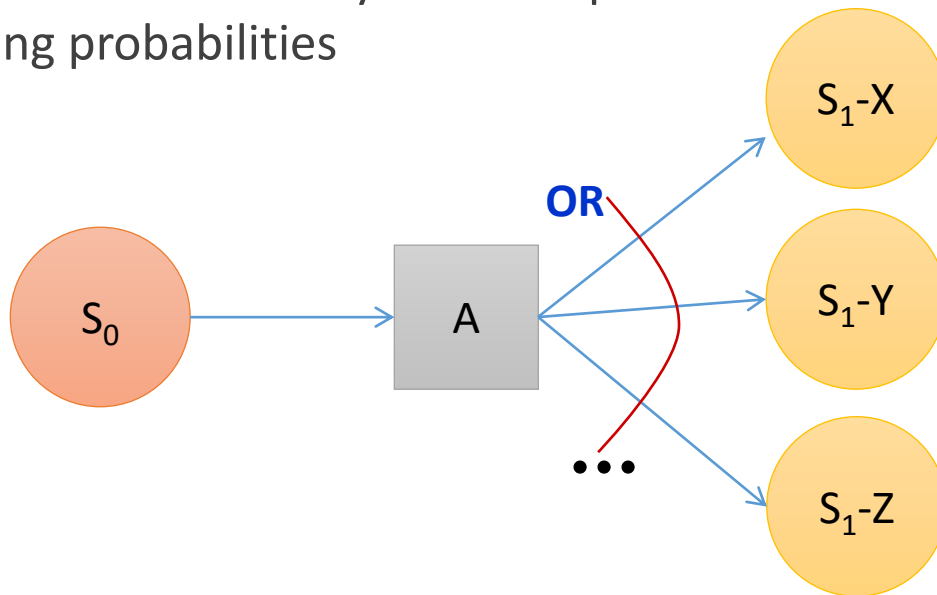 ng probabilities
S₁-X
OR
S₁-Y
S₀
A
•••
S₁-Z